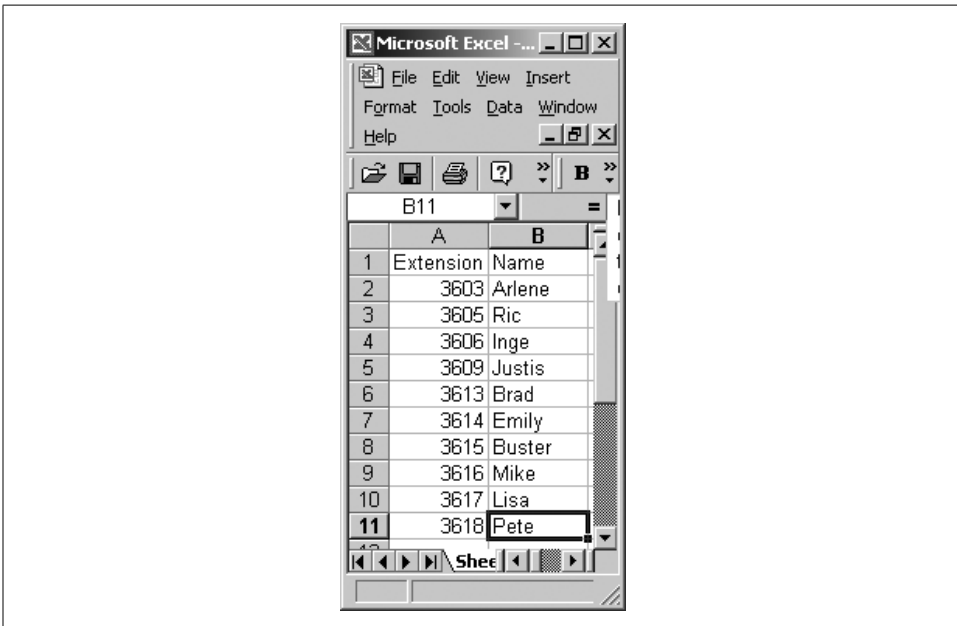 Microsoft Excel -...
File Edit View Insert
Format Tools Data Window
Help
B
B11 =
A B
1 Extension Name
2 3603 Arlene
3 3605 Ric
4 3606 Inge
5 3609 Justis
6 3613 Brad
7 3614 Emily
8 3615 Buster
9 3616 Mike
10 3617 Lisa
11 3618 Pete
Shee